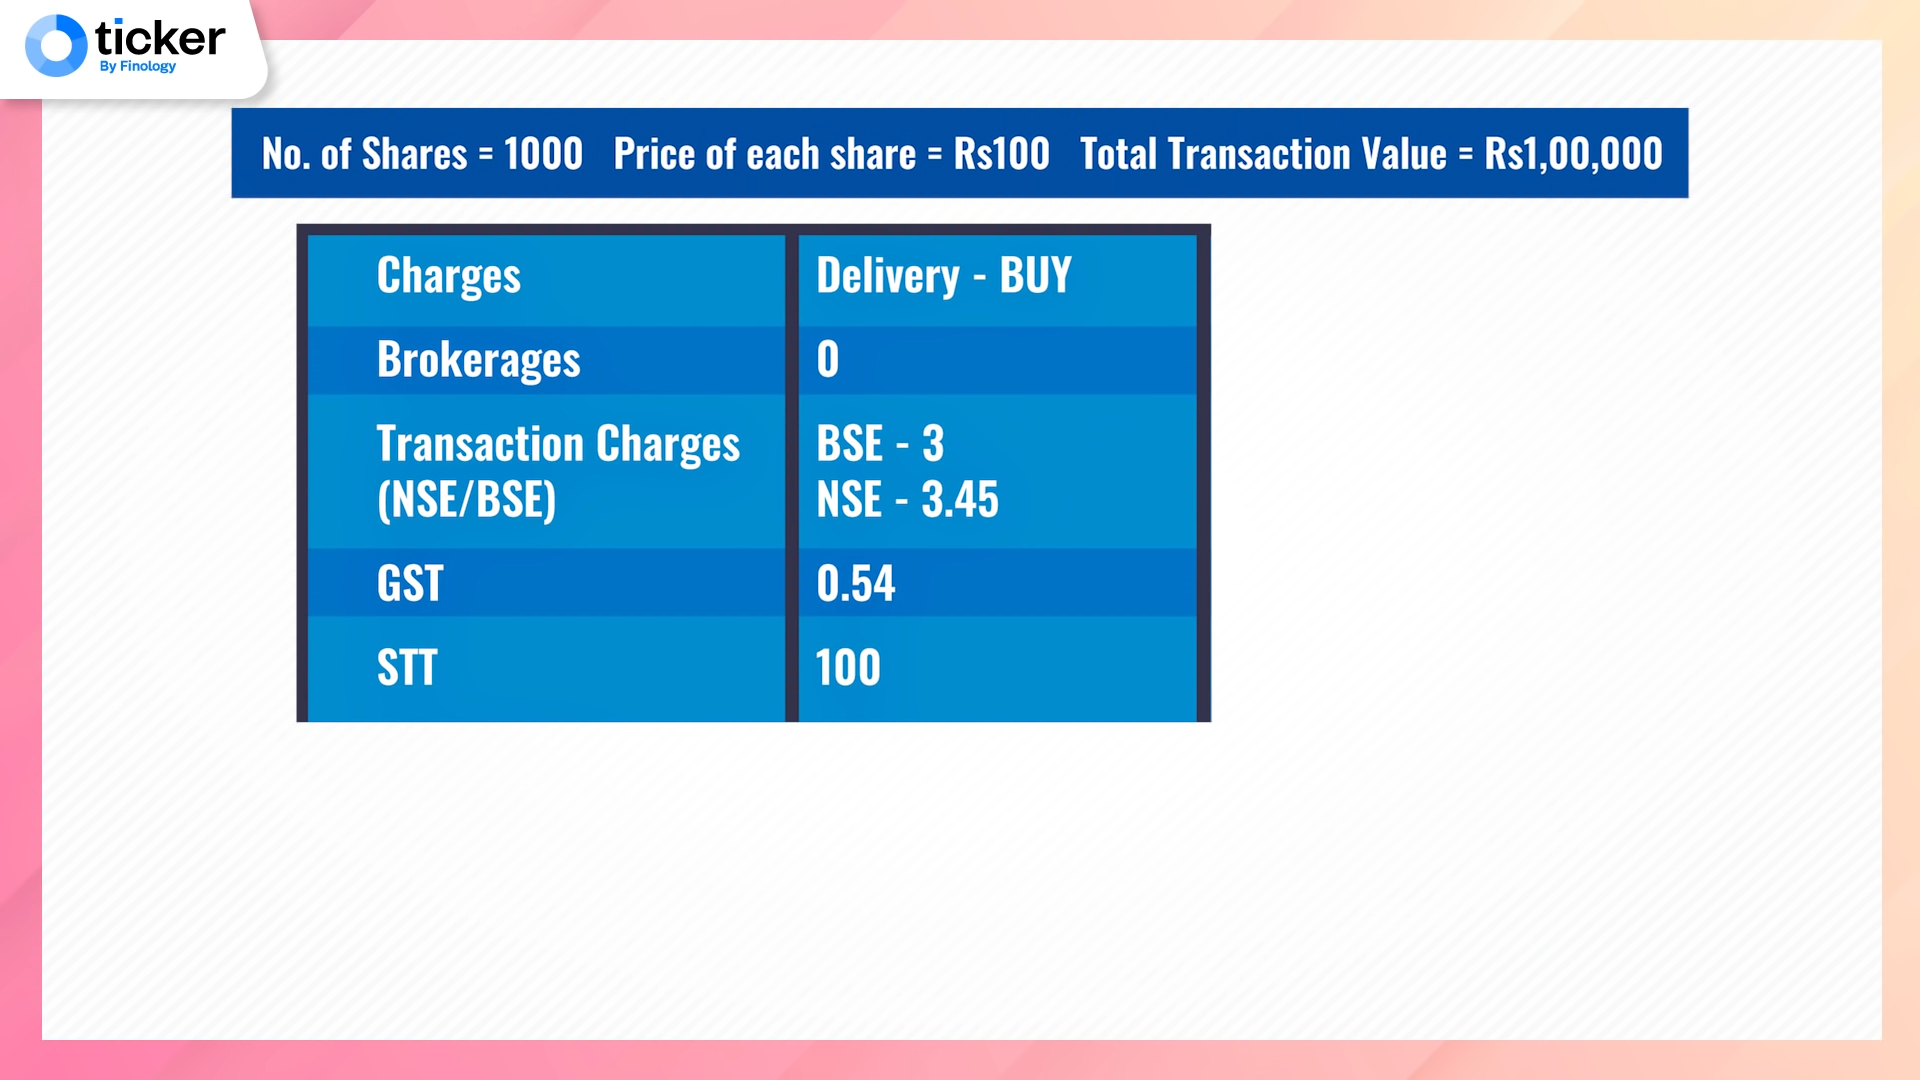 ticker
By Finology
No. of Shares = 1000 Price of each share = Rs100 Total Transaction Value = Rs1,00,000
Charges Delivery - BUY
Brokerages 0
Transaction Charges BSE - 3
(NSE/BSE) NSE - 3.45
GST 0.54
STT 100